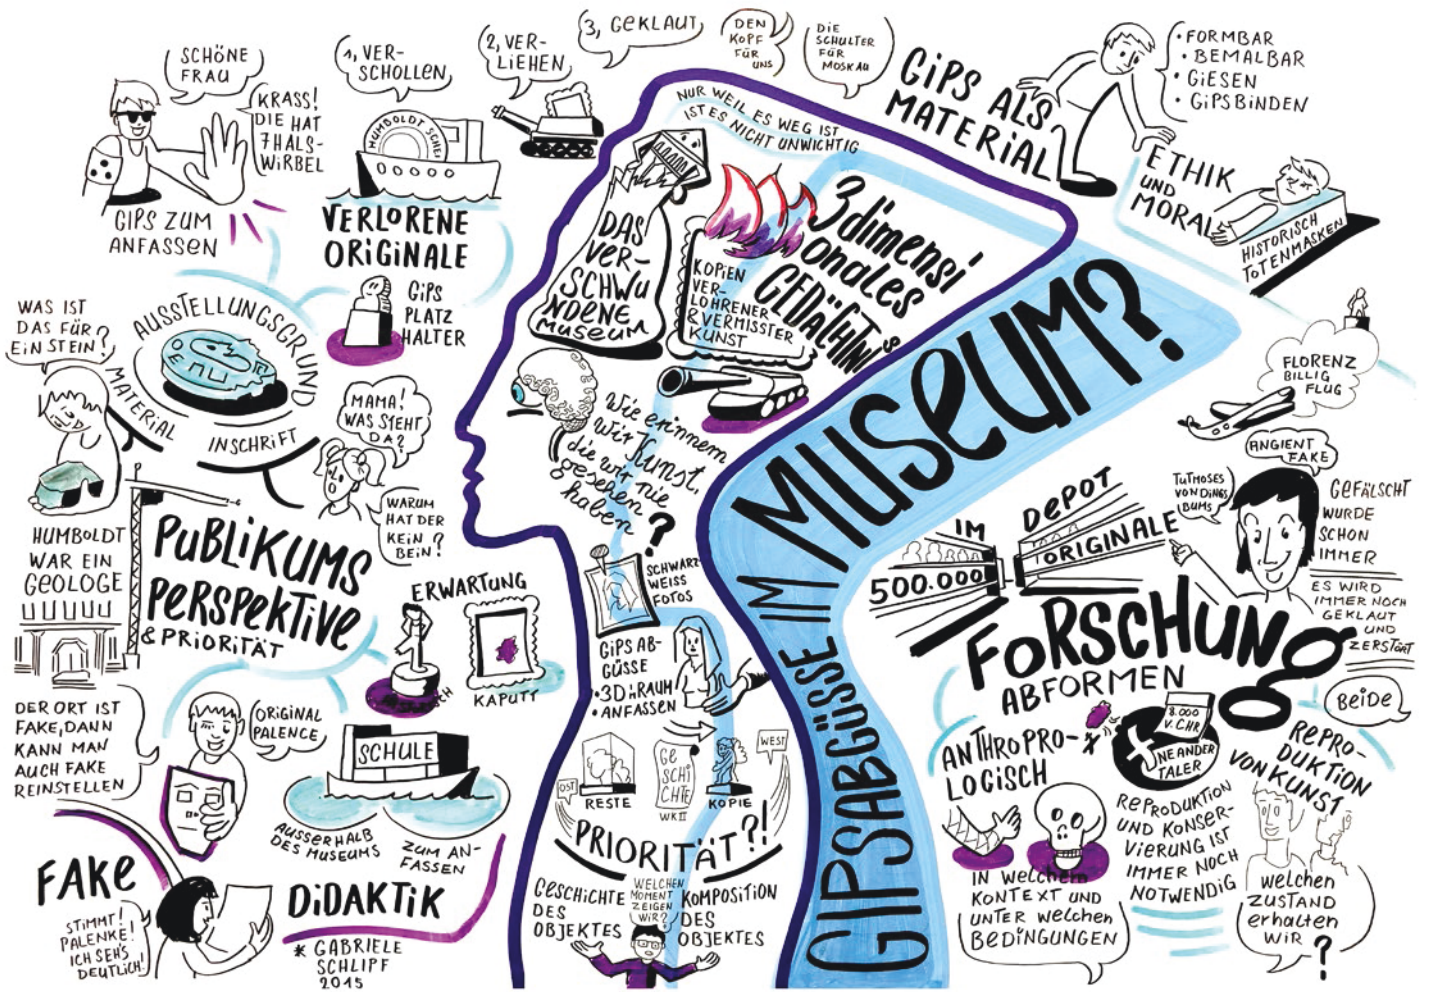 SCHÖNE
FRAU
KRASS!
DIE HAT
7 HALS-
WIRBEL
GIPS ZUM
ANFASSEN
1, VER-
SCHOLLEN
2, VER-
LIEHEN
3, GEKLAUT
DEN
KOPF
FÜR
UNS
DIE
SCHULTER
FÜR
MOSKAU
HUMBOLDT
VERLORENE
ORIGINALE
GIPS
PLATZ
HALTER
NUR WEIL ES WEG IST
IST ES NICHT UNWICHTIG
DAS
VER-
SCHWU
NDENE
MUSEUM
KOPIEN
VER-
LOHRENER
& VERMISSTER
KUNST
3diimensi
onales
GEDÄCHTNIS
Wie erinnern
wir Kunst,
die wir nie
gesehen
haben
?
GIPS ALS
MATERIAL
• FORMBAR
• BEMALBAR
• GIESEN
• GIPSBINDEN
ETHIK
UND
MORAL
HISTORISCH
TOTENMASKEN
FLORENZ
BILLIG
FLUG
WAS IST
DAS FÜR
EIN STEIN?
AUSSTELLUNGSGRUND
MATERIAL
INSCHRIFT
MAMA!
WAS STEHT
DA?
WARUM
HAT DER
KEIN
BEIN?
HUMBOLDT
WAR EIN
GEOLOGE
PUBLIKUMS
PERSPEKTIVE
& PRIORITÄT
ERWARTUNG
KAPUTT
DER ORT IST
FAKE, DANN
KANN MAN
AUCH FAKE
REINSTELLEN
ORIGINAL
PALENCE
SCHULE
AUSSERHALB
DES MUSEUMS
ZUM AN-
FASSEN
FAKE
STIMMT!
PALENKE!
ICH SEH'S
DEUTLICH!
DIDAKTIK
* GABRIELE
SCHLIPF
2015
SCHWARZ
WEISS
FOTOS
GIPS AB-
GÜSSE
• 3D iRAUM
• ANFASSEN
OST
RESTE
GE
SCHI
CHTE
WKII
WEST
KOPIE
PRIORITÄT?!
GESCHICHTE
DES
OBJEKTES
WELCHEN
MOMENT
ZEIGEN
WIR?
KOMPOSITION
DES
OBJEKTES
GIPSABGÜSSE IM MUSEUM?
ANGIENT
FAKE
TUTMOSES
VON DINGS
BUMS
GEFÄLSCHT
WURDE
SCHON
IMMER
ES WIRD
IMMER NOCH
GEKLAUT
UND
ZERSTÖRT
IM
DEPOT
500.000
ORIGINALE
FORSCHUNG
ABFORMEN
BEIDE
8.000
V. CHR
NEANDER
TALER
ANTHROPRO-
LOGISCH
REPRODUKTION
UND KONSER-
VIERUNG IST
IMMER NOCH
NOTWENDIG
REPRO-
DUKTION
VON KUNST
IN welchem
KONTEXT UND
UNTER welchen
BEDINGUNGEN
welchen
ZUSTAND
erhalten
WIR
?